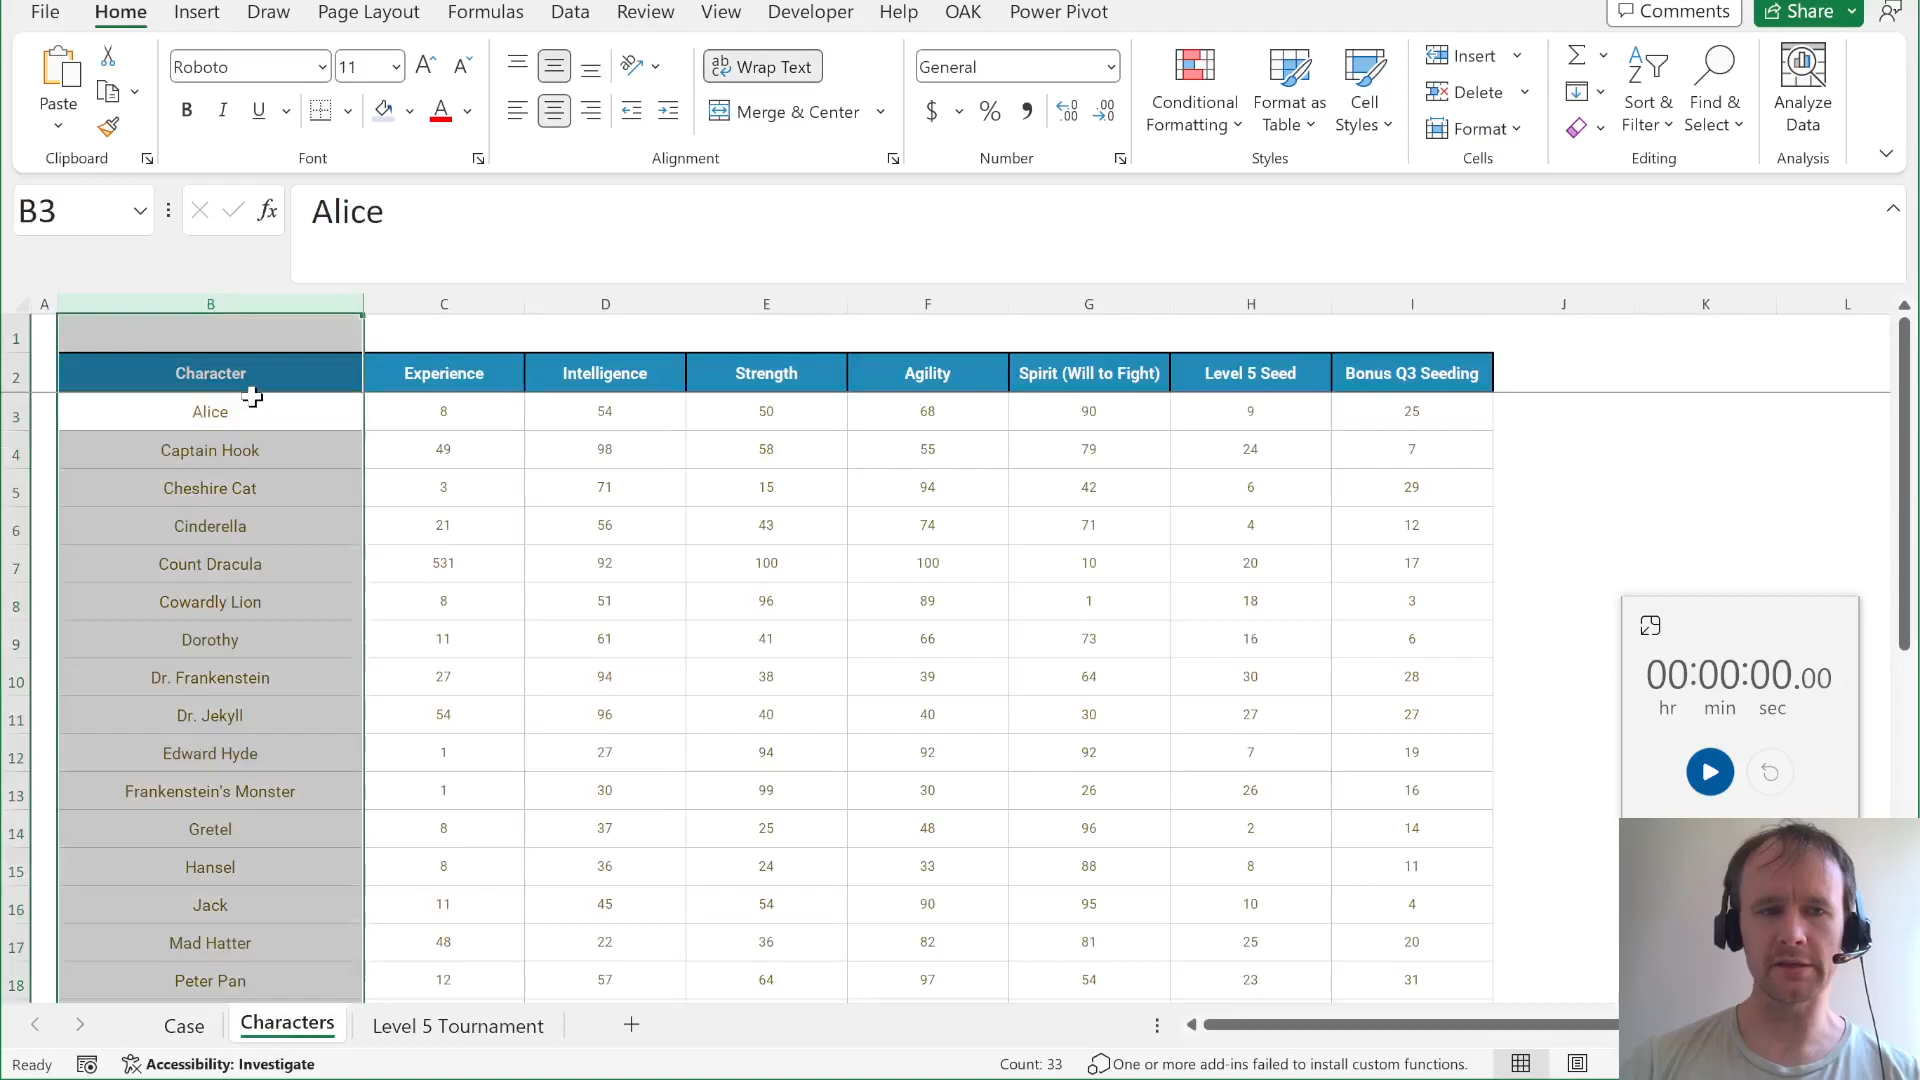 File Home Insert Draw Page Layout Formulas Data Review View Developer Help OAK Power Pivot Comments Share
Roboto 11 ab Wrap Text General Insert
Paste Conditional Format as Cell Delete Sort & Find & Analyze
B I U A Merge & Center $ % Formatting Table Styles Format Filter Select Data
Clipboard Font Alignment Number Styles Cells Editing Analysis
B3 fx Alice
A B C D E F G H I J K L
1
2 Character Experience Intelligence Strength Agility Spirit (Will to Fight) Level 5 Seed Bonus Q3 Seeding
3 Alice 8 54 50 68 90 9 25
4 Captain Hook 49 98 58 55 79 24 7
5 Cheshire Cat 3 71 15 94 42 6 29
6 Cinderella 21 56 43 74 71 4 12
7 Count Dracula 531 92 100 100 10 20 17
8 Cowardly Lion 8 51 96 89 1 18 3
9 Dorothy 11 61 41 66 73 16 6
10 Dr. Frankenstein 27 94 38 39 64 30 28
11 Dr. Jekyll 54 96 40 40 30 27 27
12 Edward Hyde 1 27 94 92 92 7 19
13 Frankenstein's Monster 1 30 99 30 26 26 16
14 Gretel 8 37 25 48 96 2 14
15 Hansel 8 36 24 33 88 8 11
16 Jack 11 45 54 90 95 10 4
17 Mad Hatter 48 22 36 82 81 25 20
18 Peter Pan 12 57 64 97 54 23 31
00:00:00.00
hr min sec
Case Characters Level 5 Tournament
Ready Accessibility: Investigate Count: 33 One or more add-ins failed to install custom functions.